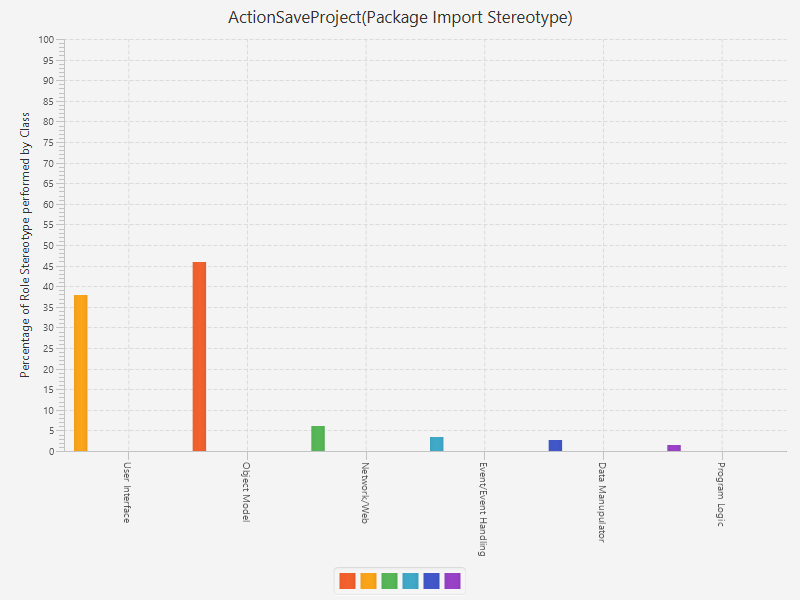 ActionSaveProject(Package Import Stereotype)
Percentage of Role Stereotype performed by Class
100
95
90
85
80
75
70
65
60
55
50
45
40
35
30
25
20
15
10
5
0
User Interface
Object Model
Network/Web
Event/Event Handling
Data Manupulator
Program Logic